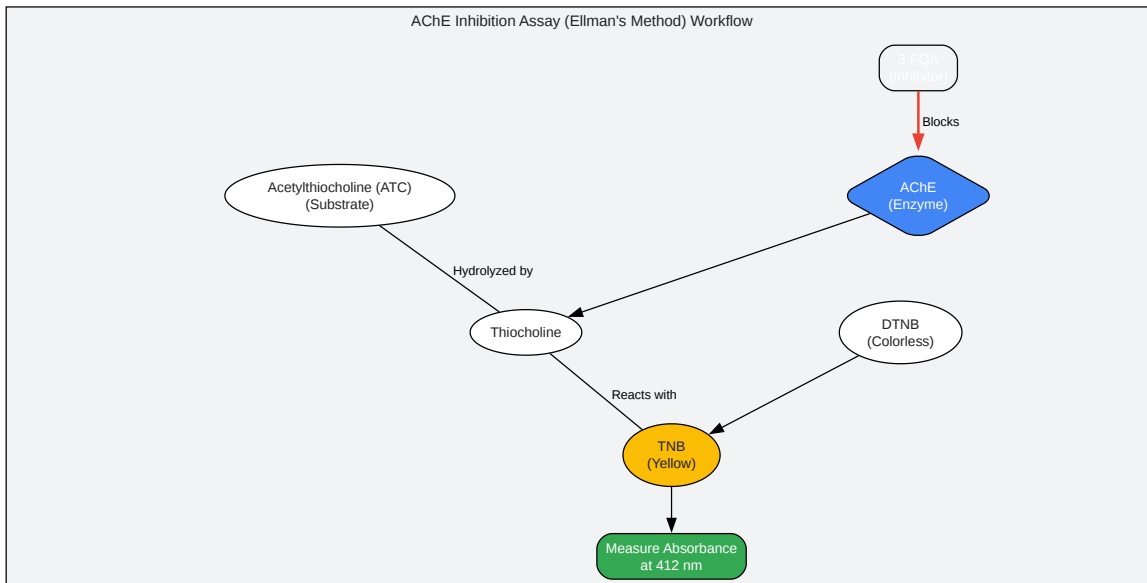 AChE Inhibition Assay (Ellman's Method) Workflow
3-FQA
(Inhibitor)
Blocks
Acetylthiocholine (ATC)
(Substrate)
AChE
(Enzyme)
Hydrolyzed by
Thiocholine
DTNB
(Colorless)
Reacts with
TNB
(Yellow)
Measure Absorbance
at 412 nm